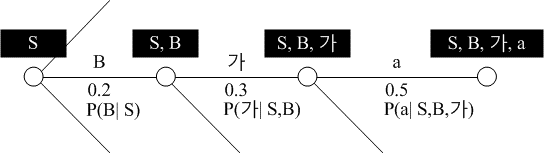 S
S, B
S, B, 가
S, B, 가, a
B
가
a
0.2
0.3
0.5
P(B| S)
P(가| S,B)
P(a| S,B,가)